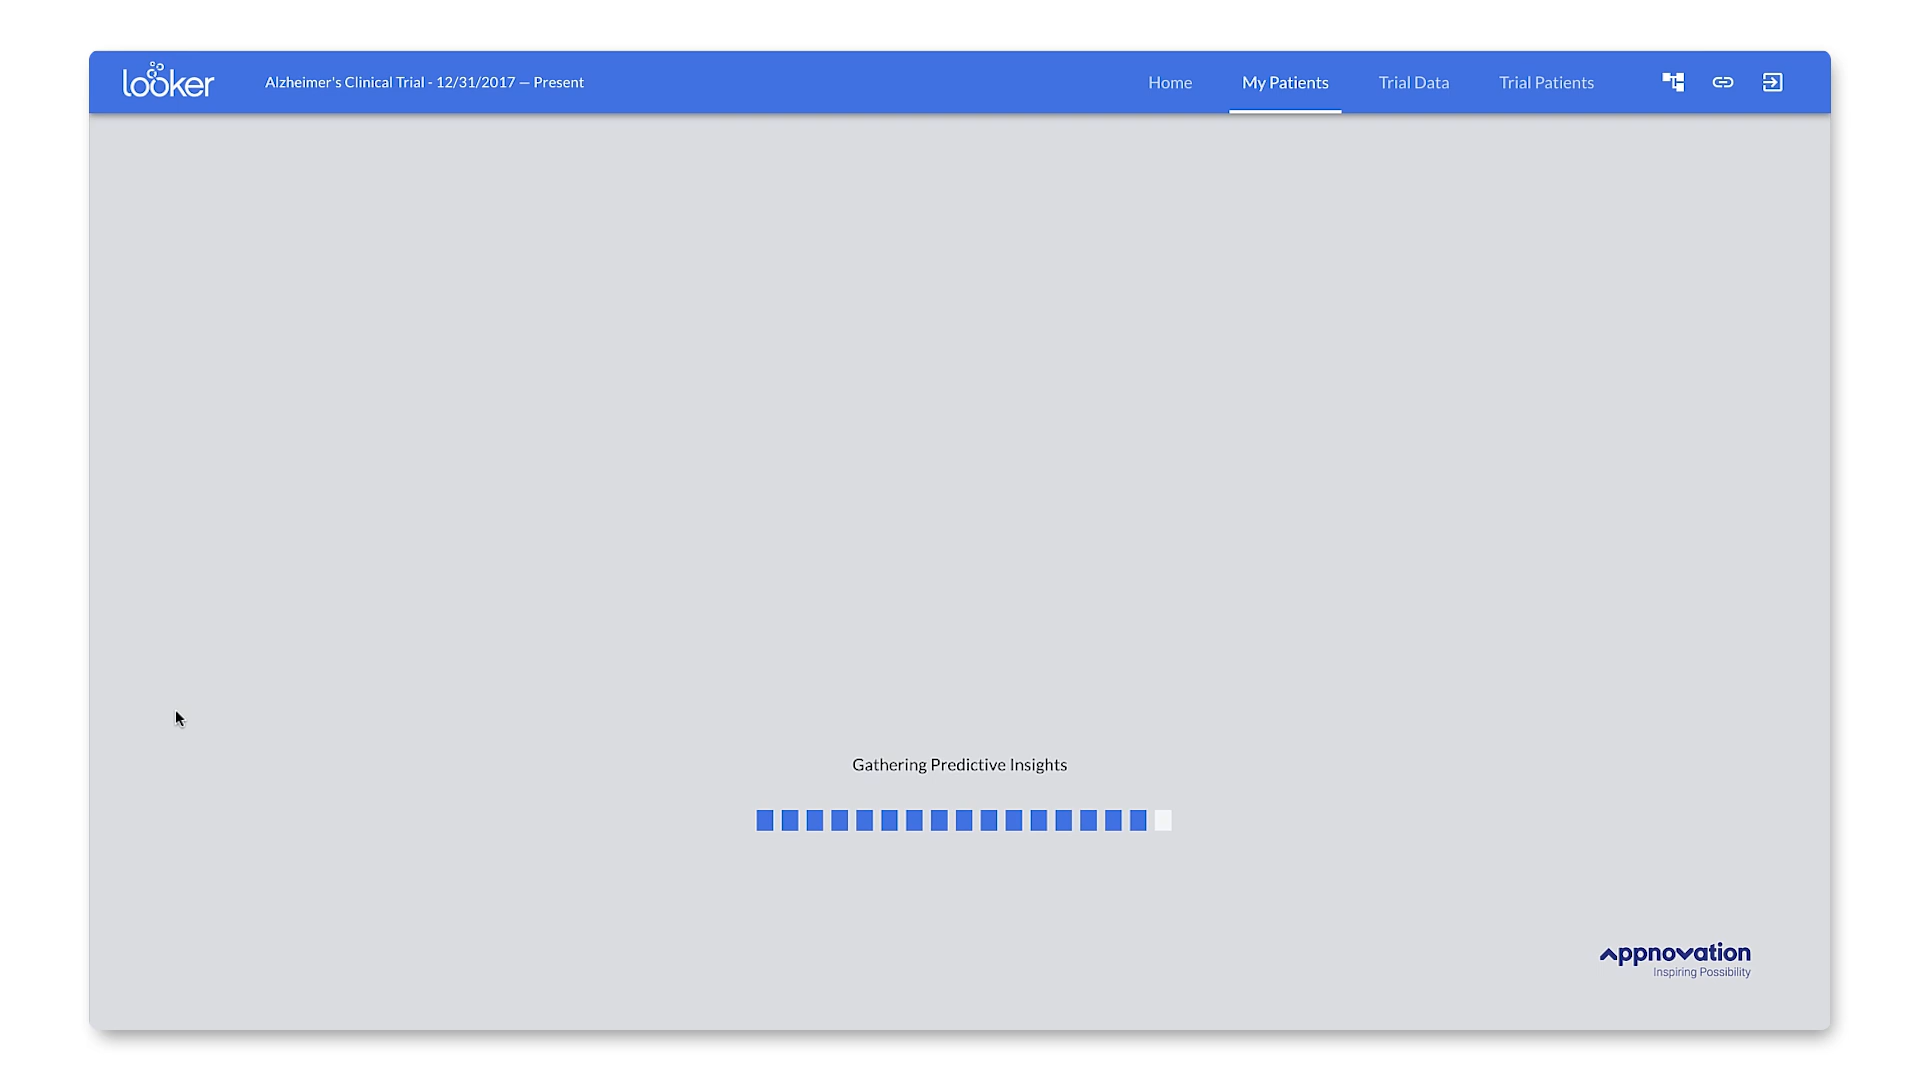 looker
Alzheimer's Clinical Trial - 12/31/2017 — Present
Home
My Patients
Trial Data
Trial Patients
Gathering Predictive Insights
Appnovation
Inspiring Possibility